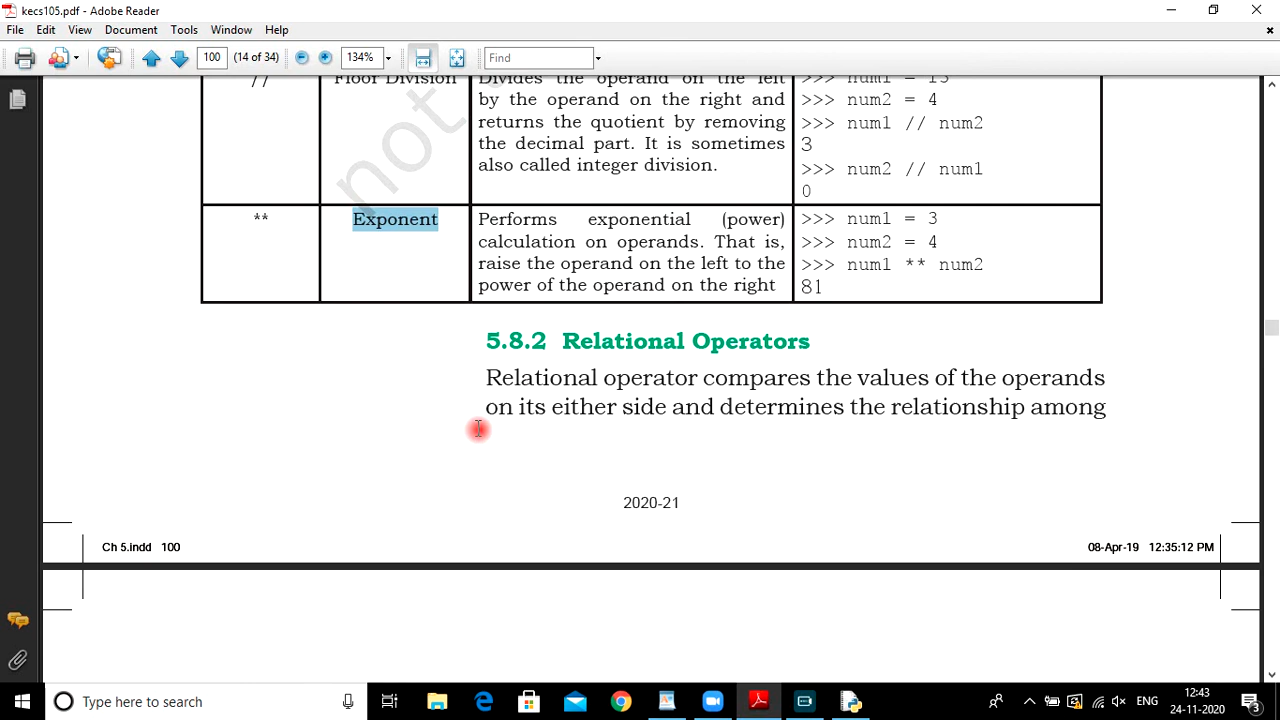 kecs105.pdf - Adobe Reader
File Edit View Document Tools Window Help
100 (14 of 34) 134% Find
// Floor Division Divides the operand on the left >>> num1 = 13
by the operand on the right and >>> num2 = 4
returns the quotient by removing >>> num1 // num2
the decimal part. It is sometimes 3
also called integer division. >>> num2 // num1
0
not
** Exponent Performs exponential (power) >>> num1 = 3
calculation on operands. That is, >>> num2 = 4
raise the operand on the left to the >>> num1 ** num2
power of the operand on the right 81
5.8.2 Relational Operators
Relational operator compares the values of the operands
on its either side and determines the relationship among
2020-21
Ch 5.indd 100 08-Apr-19 12:35:12 PM
Type here to search ENG 12:43
24-11-2020 3